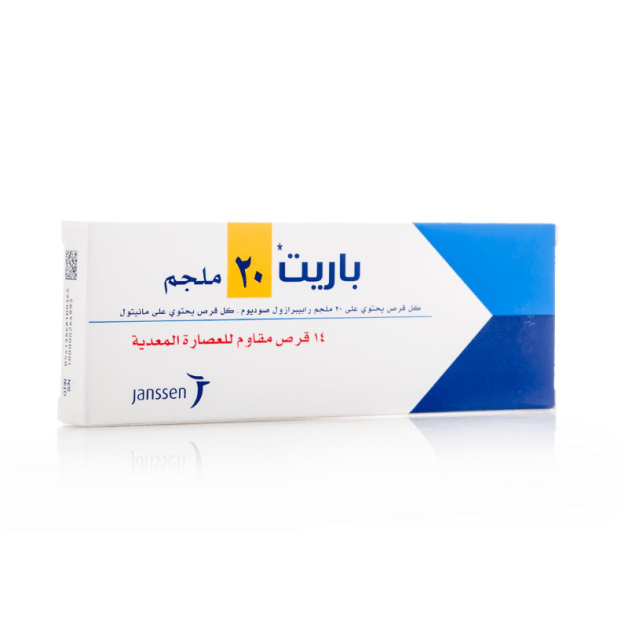 باريت* ٢٠ ملجم
كل قرص يحتوي على ٢٠ ملجم رابيبرازول صوديوم . كل قرص يحتوي على مانيتول
١٤ قرص مقاوم للعصارة المعدية
janssen